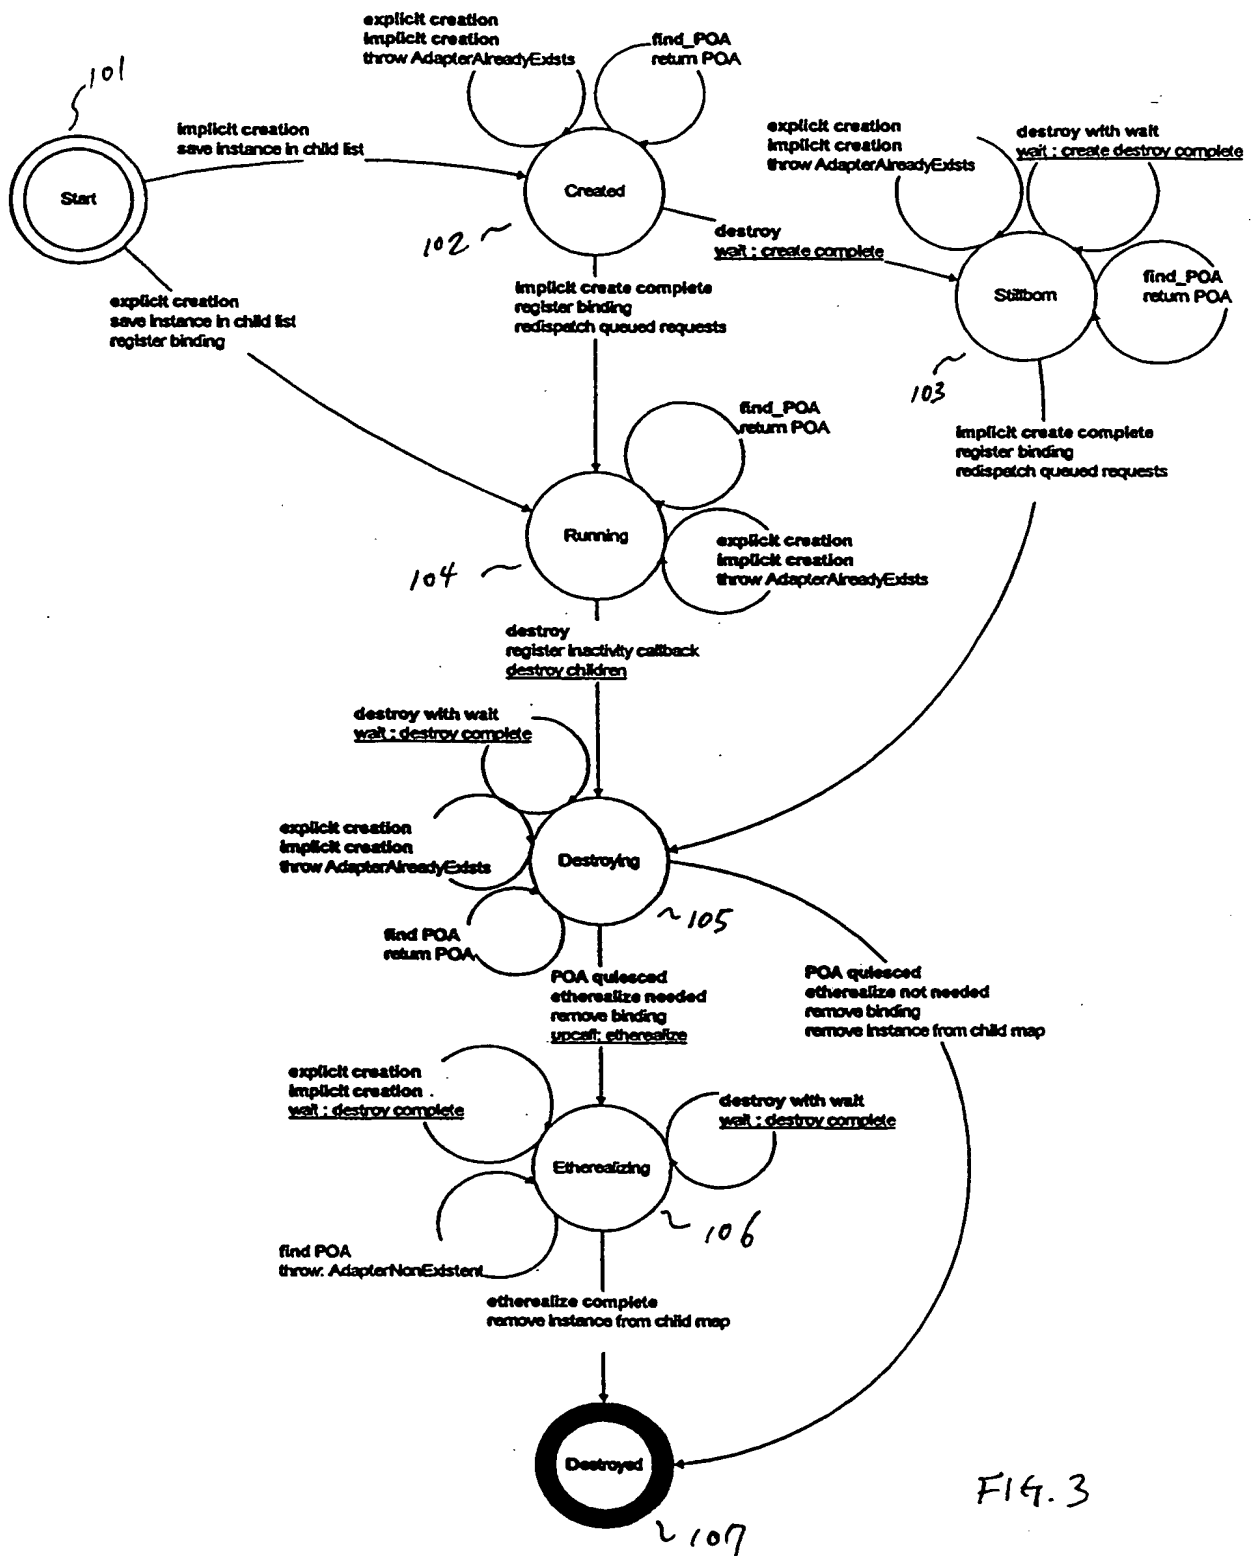 explicit creation
implicit creation
throw AdapterAlreadyExists
find_POA
return POA
101
implicit creation
save instance in child list
Start
Created
102
explicit creation
implicit creation
throw AdapterAlreadyExists
destroy with wait
wait : create destroy complete
destroy
wait : create complete
find_POA
return POA
Stillborn
103
explicit creation
save instance in child list
register binding
implicit create complete
register binding
redispatch queued requests
find_POA
return POA
implicit create complete
register binding
redispatch queued requests
Running
104
explicit creation
implicit creation
throw AdapterAlreadyExists
destroy
register inactivity callback
destroy children
destroy with wait
wait : destroy complete
explicit creation
implicit creation
throw AdapterAlreadyExists
Destroying
105
find POA
return POA
POA quiesced
etherealize needed
remove binding
upcall: etherealize
POA quiesced
etherealize not needed
remove binding
remove instance from child map
explicit creation
implicit creation
wait : destroy complete
destroy with wait
wait : destroy complete
Etherealizing
106
find POA
throw: AdapterNonExistent
etherealize complete
remove instance from child map
Destroyed
107
FIG. 3